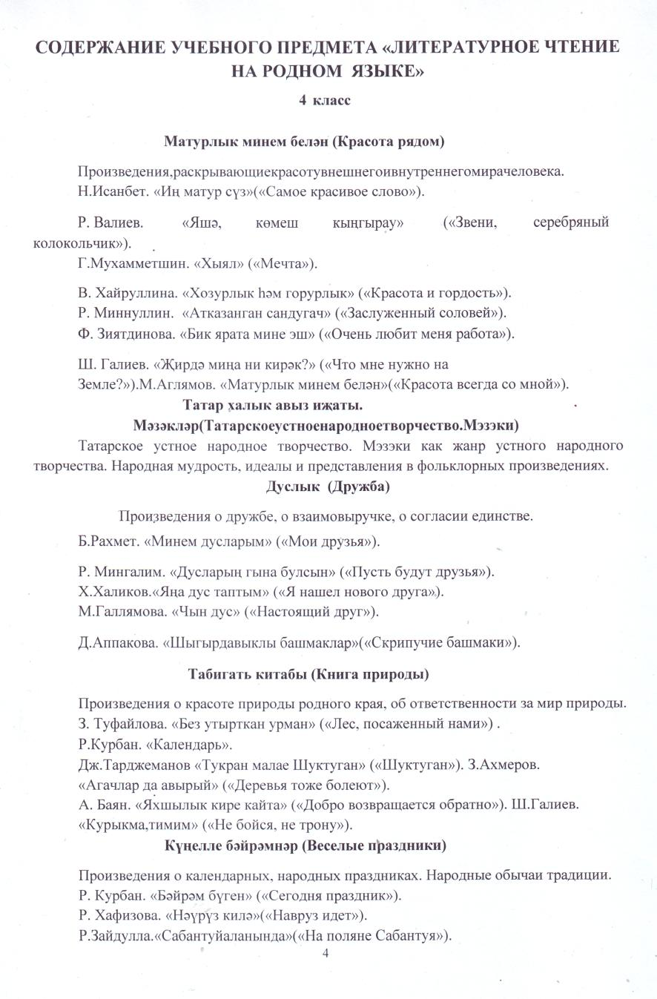 СОДЕРЖАНИЕ УЧЕБНОГО ПРЕДМЕТА «ЛИТЕРАТУРНОЕ ЧТЕНИЕ
НА РОДНОМ ЯЗЫКЕ»
4 класс
Матурлык минем белән (Красота рядом)
Произведения,раскрывающиекрасотувнешнегоивнутреннегомирачеловека.
Н.Исанбет. «Иң матур сүз»(«Самое красивое слово»).
Р. Валиев. «Яшә, көмеш кыңгырау» («Звени, серебряный
колокольчик»).
Г.Мухамметшин. «Хыял» («Мечта»).
В. Хайруллина. «Хозурлык һәм горурлык» («Красота и гордость»).
Р. Миннуллин. «Атказанган сандугач» («Заслуженный соловей»).
Ф. Зиятдинова. «Бик ярата мине эш» («Очень любит меня работа»).
Ш. Галиев. «Җирдә миңа ни кирәк?» («Что мне нужно на
Земле?»).М.Аглямов. «Матурлык минем белән»(«Красота всегда со мной»).
Татар халык авыз иҗаты.
Мәзәкләр(Татарскоеустноенародноетворчество.Мэзэки)
Татарское устное народное творчество. Мэзэки как жанр устного народного
творчества. Народная мудрость, идеалы и представления в фольклорных произведениях.
Дуслык (Дружба)
Произведения о дружбе, о взаимовыручке, о согласии единстве.
Б.Рахмет. «Минем дусларым» («Мои друзья»).
Р. Мингалим. «Дусларың гына булсын» («Пусть будут друзья»).
Х.Халиков.«Яңа дус таптым» («Я нашел нового друга»).
М.Галлямова. «Чын дус» («Настоящий друг»).
Д.Аппакова. «Шыгырдавыклы башмаклар»(«Скрипучие башмаки»).
Табигать китабы (Книга природы)
Произведения о красоте природы родного края, об ответственности за мир природы.
З. Туфайлова. «Без утырткан урман» («Лес, посаженный нами») .
Р.Курбан. «Календарь».
Дж.Тарджеманов «Тукран малае Шуктуган» («Шуктуган»). З.Ахмеров.
«Агачлар да авырый» («Деревья тоже болеют»).
А. Баян. «Яхшылык кире кайта» («Добро возвращается обратно»). Ш.Галиев.
«Курыкма,тимим» («Не бойся, не трону»).
Күңелле бәйрәмнәр (Веселые праздники)
Произведения о календарных, народных праздниках. Народные обычаи традиции.
Р. Курбан. «Бәйрәм бүген» («Сегодня праздник»).
Р. Хафизова. «Нәүрүз килә»(«Навруз идет»).
Р.Зайдулла.«Сабантуйаланында»(«На поляне Сабантуя»).
4